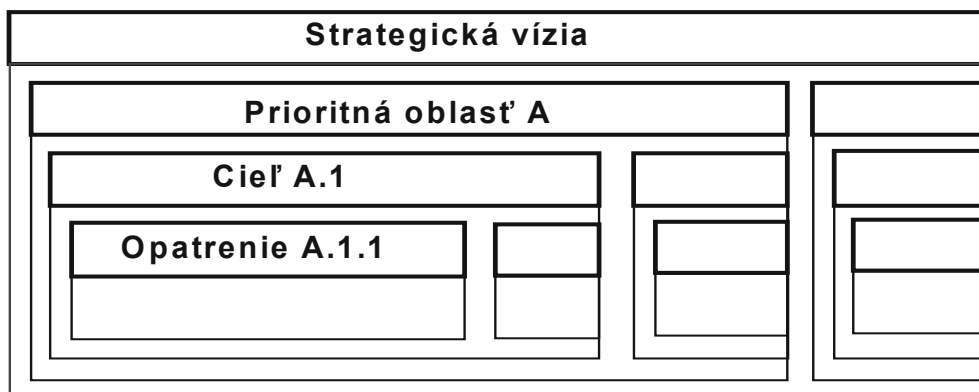 Strategická vízia
Prioritná oblasť A
Cieľ A.1
Opatrenie A.1.1